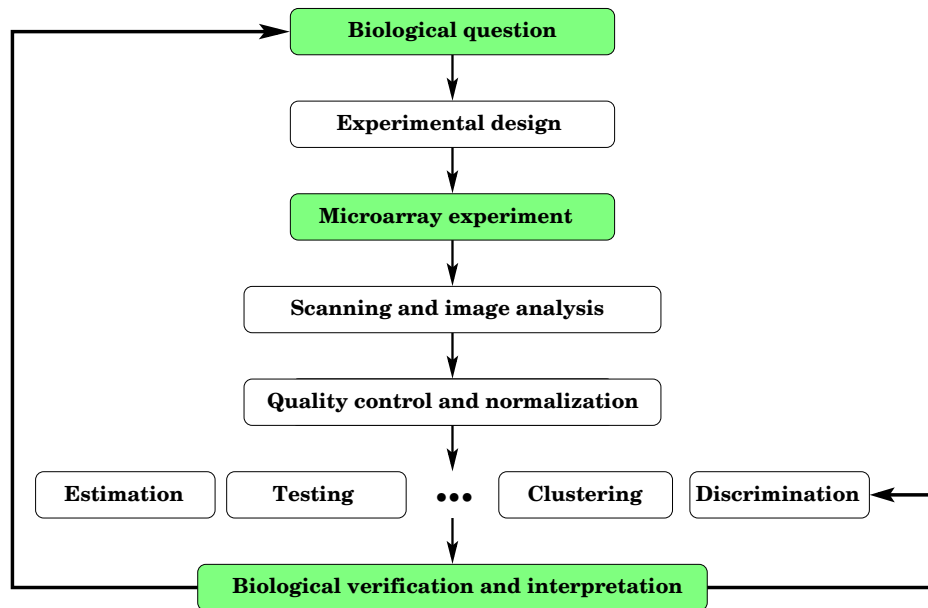 Biological question
Experimental design
Microarray experiment
Scanning and image analysis
Quality control and normalization
Estimation Testing ••• Clustering Discrimination
Biological verification and interpretation